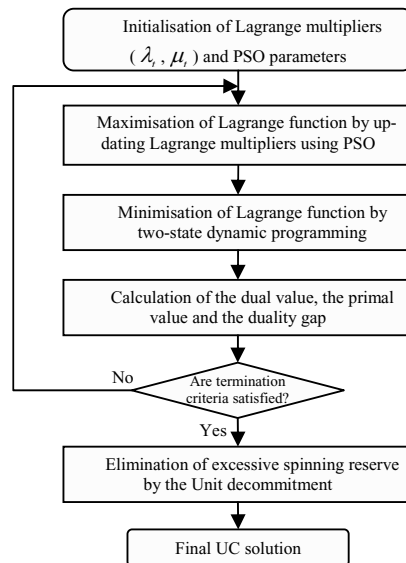 Initialisation of Lagrange multipliers
( λt , μt ) and PSO parameters
Maximisation of Lagrange function by up-
dating Lagrange multipliers using PSO
Minimisation of Lagrange function by
two-state dynamic programming
Calculation of the dual value, the primal
value and the duality gap
No
Are termination
criteria satisfied?
Yes
Elimination of excessive spinning reserve
by the Unit decommitment
Final UC solution